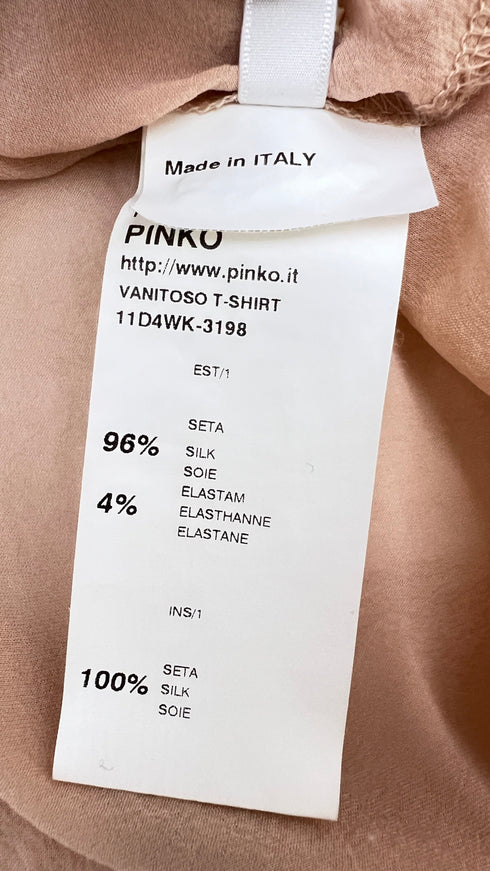 Made in ITALY
PINKO
http://www.pinko.it
VANITOSO T-SHIRT
11D4WK-3198
EST/1
SETA
96% SILK
SOIE
4% ELASTAM
ELASTHANNE
ELASTANE
INS/1
SETA
100% SILK
SOIE